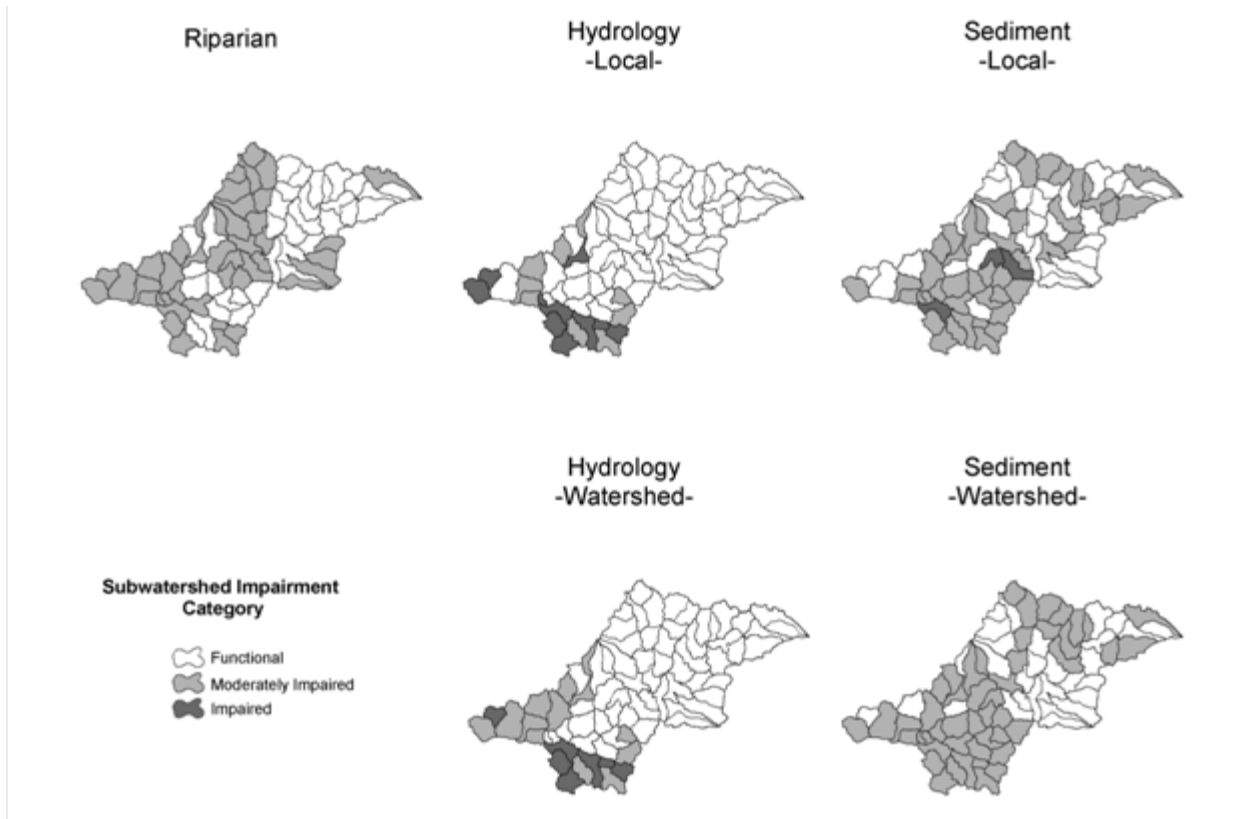 Riparian
Hydrology
-Local-
Sediment
-Local-
Hydrology
-Watershed-
Sediment
-Watershed-
Subwatershed Impairment
Category
Functional
Moderately Impaired
Impaired